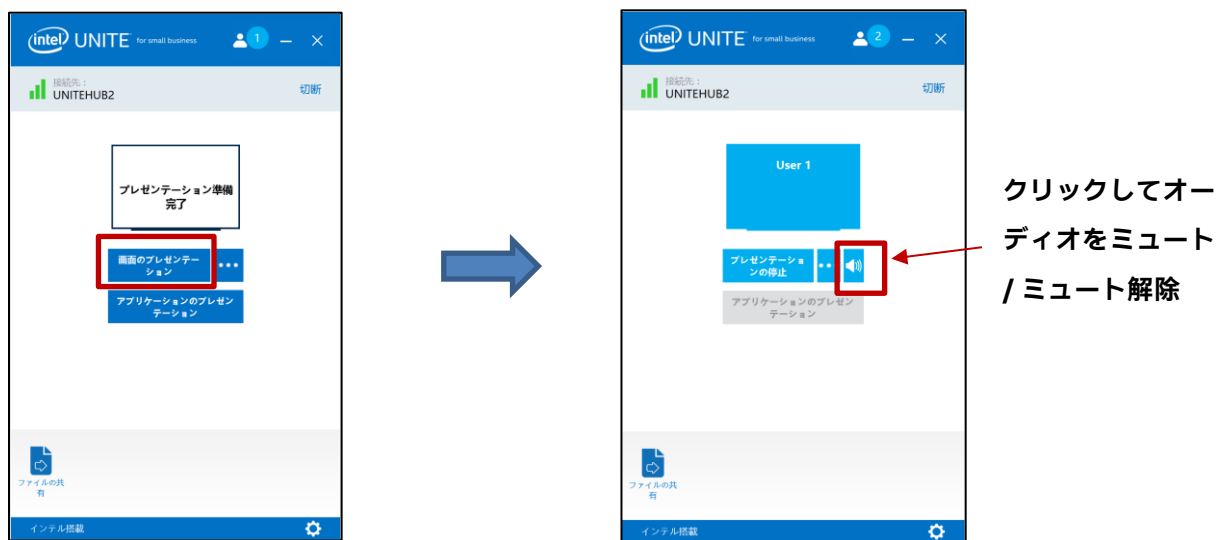 intel UNITE for small business 1
接続先：
UNITEHUB2
切断
プレゼンテーション準備
完了
画面のプレゼンテー
ション
アプリケーションのプレゼン
テーション
ファイルの共
有
インテル搭載
intel UNITE for small business 2
接続先：
UNITEHUB2
切断
User 1
プレゼンテーショ
ンの停止
アプリケーションのプレゼン
テーション
ファイルの共
有
インテル搭載
クリックしてオー
ディオをミュート
/ ミュート解除